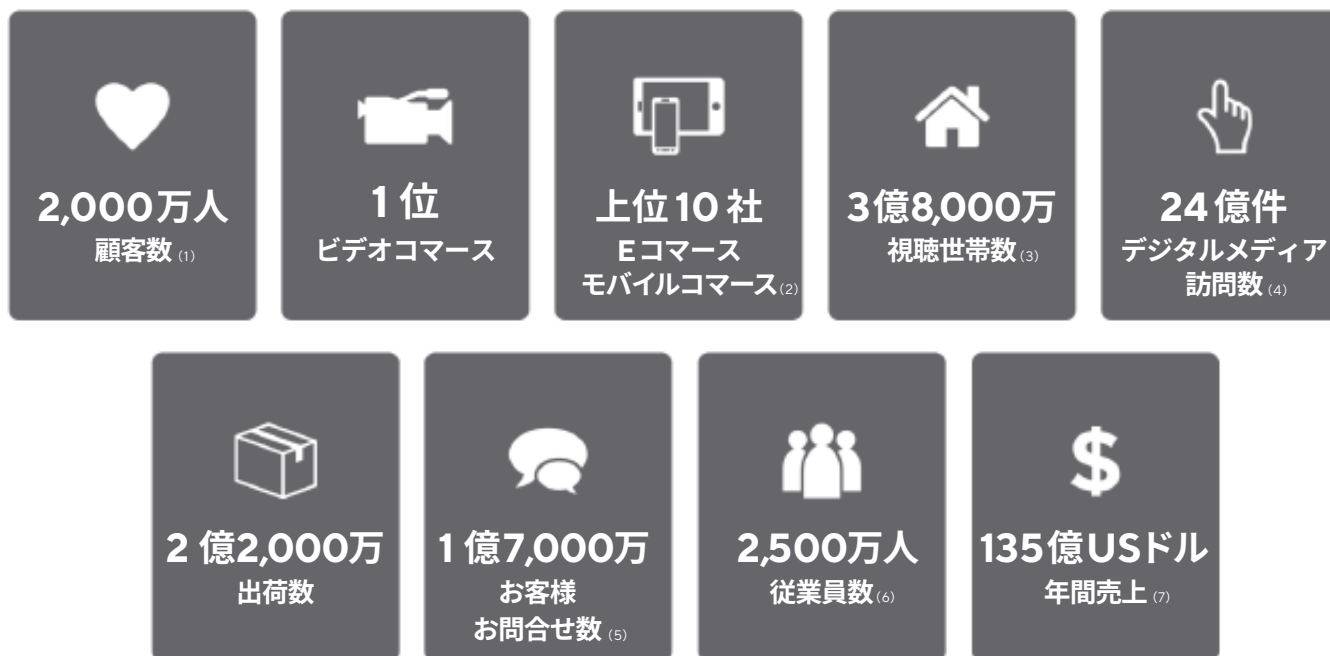 2,000万人
顧客数 (1)
1 位
ビデオコマース
上位 10 社
E コマース
モバイルコマース (2)
3億8,000万
視聴世帯数 (3)
24 億件
デジタルメディア
訪問数 (4)
2 億2,000万
出荷数
1 億7,000万
お客様
お問合せ数 (5)
2,500万人
従業員数 (6)
135億USドル
年間売上 (7)